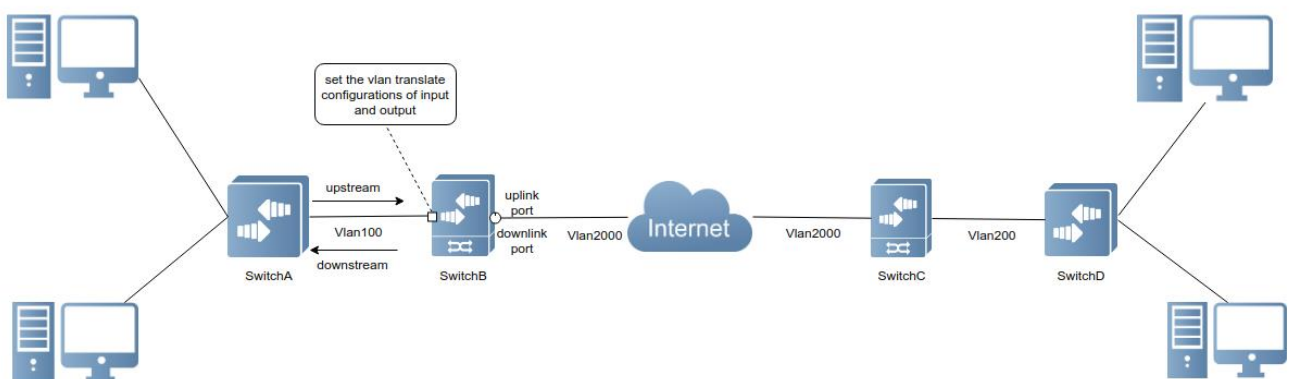 set the vlan translate
configurations of input
and output
upstream
uplink
port
Vlan100
downlink
port
Vlan2000
Internet
Vlan2000
Vlan200
downstream
SwitchA
SwitchB
SwitchC
SwitchD